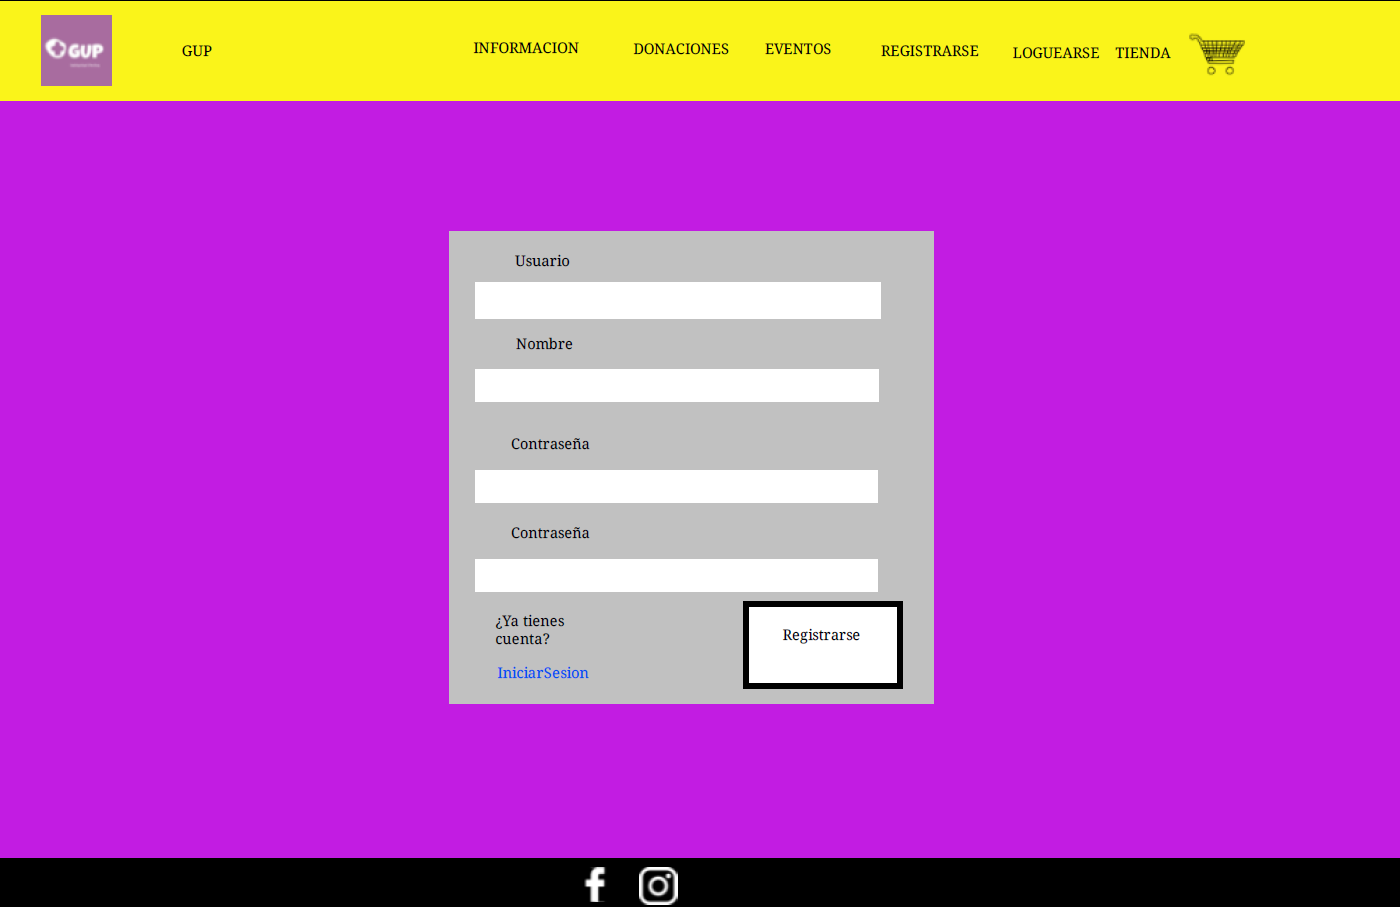 GUP
GUP
INFORMACION
DONACIONES
EVENTOS
REGISTRARSE
LOGUEARSE
TIENDA
Usuario
Nombre
Contraseña
Contraseña
¿Ya tienes
cuenta?
IniciarSesion
Registrarse